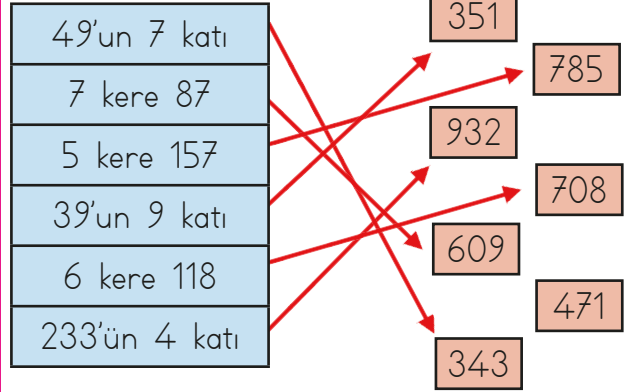 49'un 7 katı
7 kere 87
5 kere 157
39'un 9 katı
6 kere 118
233'ün 4 katı
351
785
932
708
609
471
343